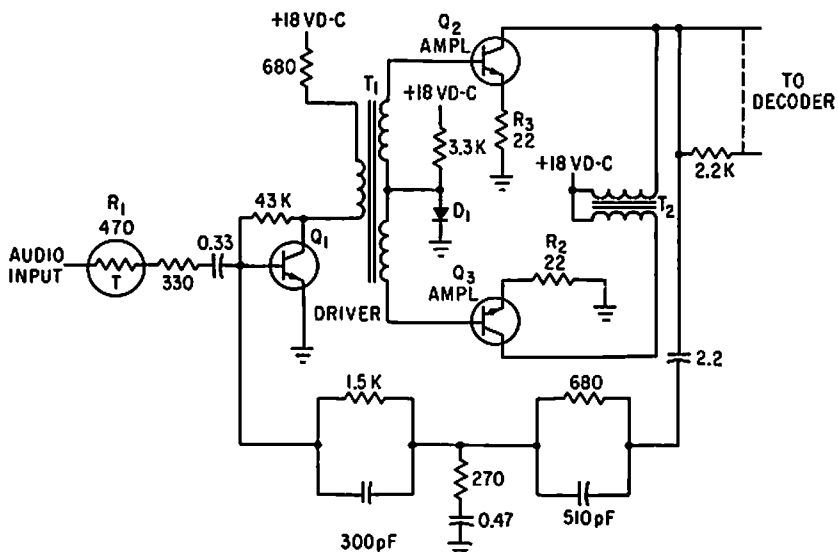 +18 VD-C
680
T1
Q2
AMPL
+18 VD-C
3.3K
D1
R3
22
TO
DECODER
2.2K
+18 VD-C
T2
R1
470
T
AUDIO
INPUT
330
0.33
43K
Q1
DRIVER
Q3
AMPL
R2
22
2.2
1.5K
300pF
270
0.47
680
510pF